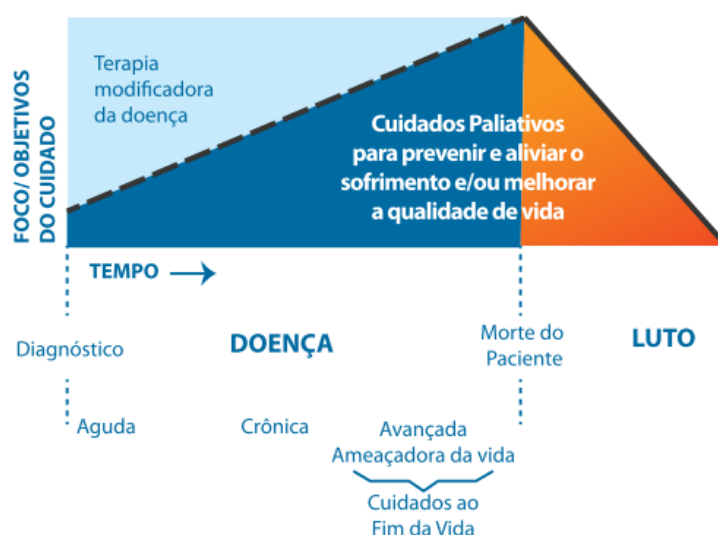 Terapia
modificadora
da doença
FOCO/ OBJETIVOS
DO CUIDADO
Cuidados Paliativos
para prevenir e aliviar o
sofrimento e/ou melhorar
a qualidade de vida
TEMPO
Diagnóstico
DOENÇA
Morte do
Paciente
LUTO
Aguda
Crônica
Avançada
Ameaçadora da vida
Cuidados ao
Fim da Vida